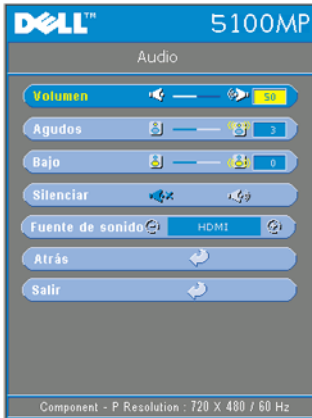 DELL™ 5100MP
Audio
Volumen 50
Agudos 3
Bajo 0
Silenciar
Fuente de sonido HDMI
Atrás
Salir
Component - P Resolution : 720 X 480 / 60 Hz